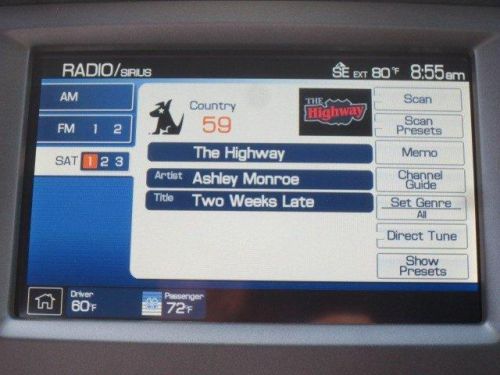 RADIO/SIRIUS
SE EXT 80°F 8:55am
AM
FM 1 2
SAT 1 2 3
Country
59
THE Highway
The Highway
Artist Ashley Monroe
Title Two Weeks Late
Scan
Scan Presets
Memo
Channel Guide
Set Genre
All
Direct Tune
Show Presets
Driver
60°F
Passenger
72°F